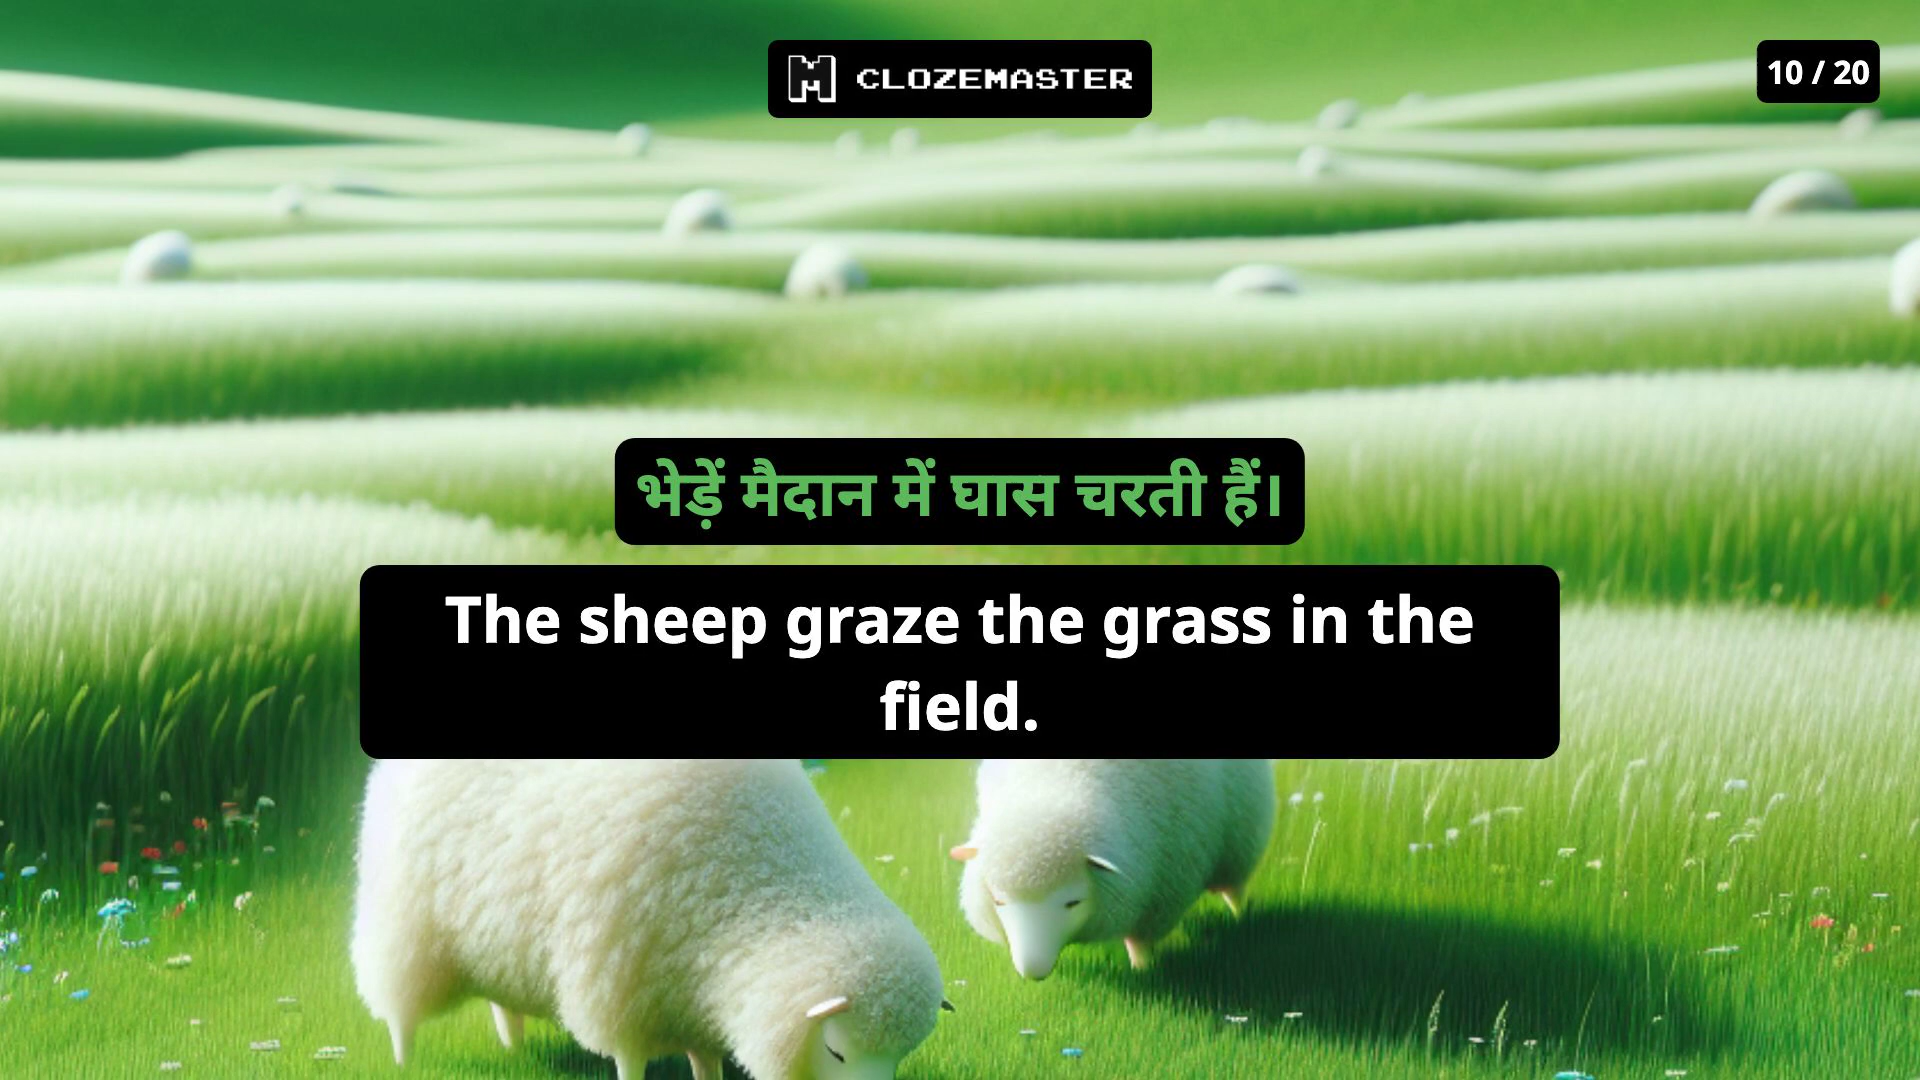 CLOZEMASTER
10 / 20
भेड़ें मैदान में घास चरती हैं।
The sheep graze the grass in the
field.